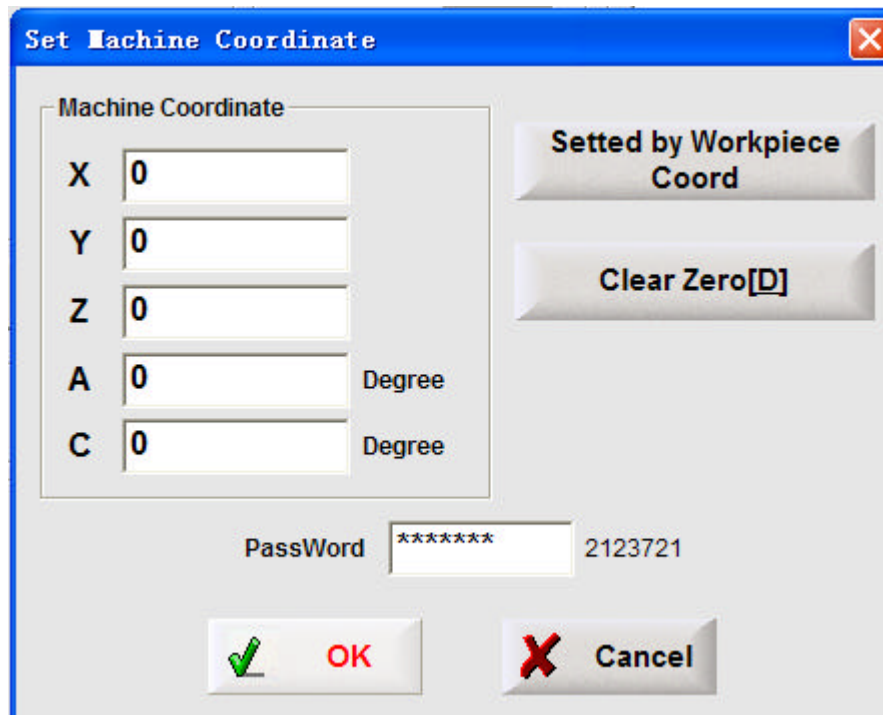 Set Machine Coordinate
Machine Coordinate
X 0
Y 0
Z 0
A 0 Degree
C 0 Degree
Setted by Workpiece
Coord
Clear Zero[D]
PassWord ******* 2123721
OK
Cancel